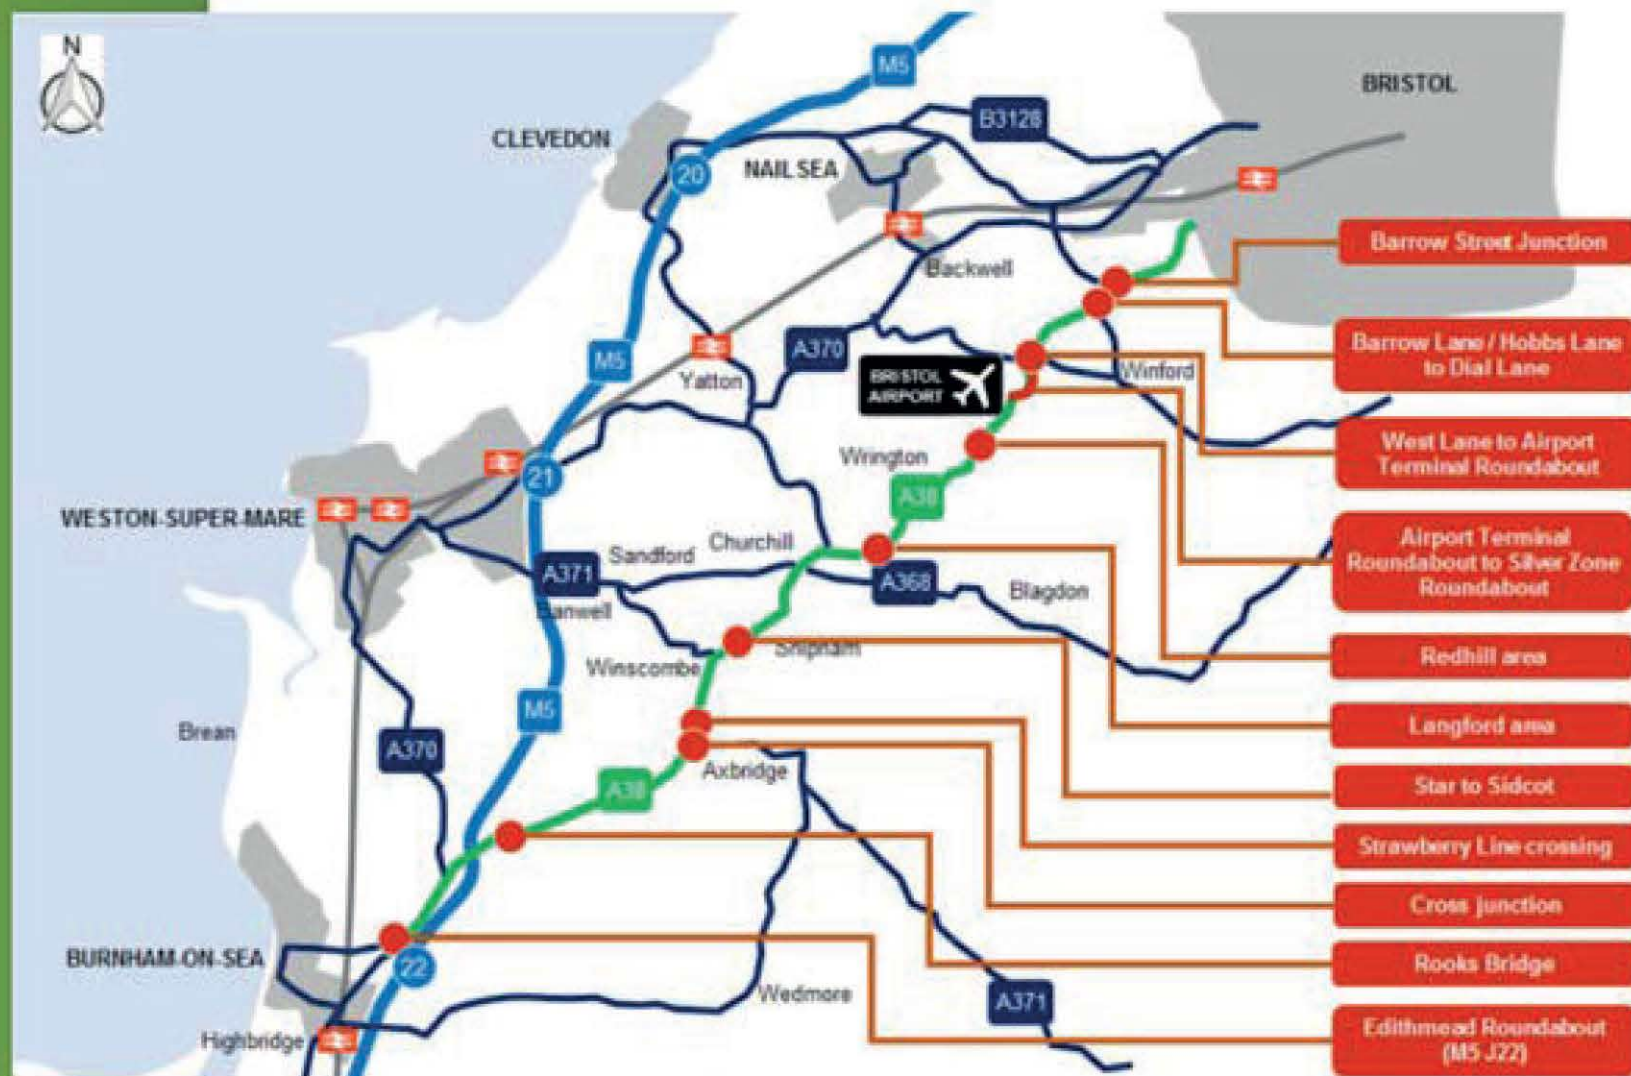 N
M5
BRISTOL
B3128
CLEVEDON
NAILSEA
20
Barrow Street Junction
Backwell
Barrow Lane / Hobbs Lane
to Dial Lane
A370
M5
Winford
BRISTOL
AIRPORT
Yatton
West Lane to Airport
Terminal Roundabout
Wrington
21
A38
WESTON-SUPER-MARE
Airport Terminal
Roundabout to Silver Zone
Roundabout
Churchill
Sandford
A371
A368
Blagdon
Banwell
Shipham
Redhill area
Winscombe
M5
Langford area
Brean
A370
Axbridge
Star to Sidcot
A38
Strawberry Line crossing
Cross junction
BURNHAM-ON-SEA
22
Rooks Bridge
Wedmore
A371
Edithmead Roundabout
(M5 J22)
Highbridge